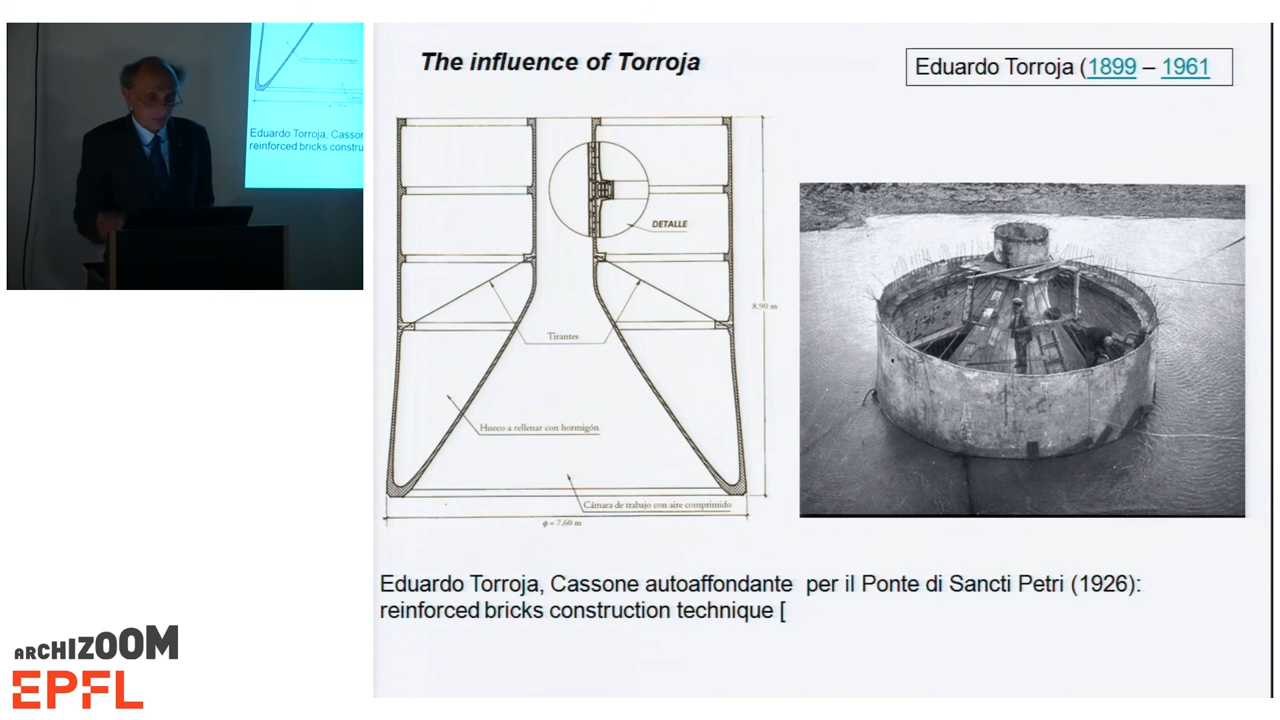 The influence of Torroja
Eduardo Torroja (1899 – 1961
DETALLE
8,90 m
Tirantes
Hueco a rellenar con hormigón
Cámara de trabajo con aire comprimido
ϕ = 7,60 m
Eduardo Torroja, Cassone autoaffondante per il Ponte di Sancti Petri (1926):
reinforced bricks construction technique [
Eduardo Torroja, Casson
reinforced bricks constru
ARCHIZOOM
EPFL